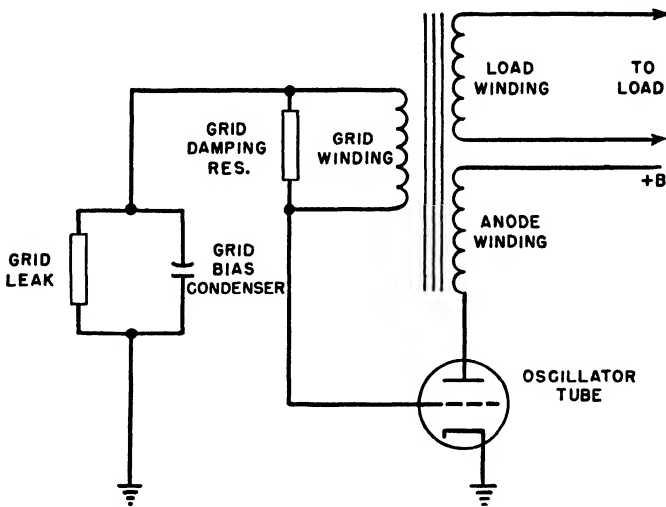 LOAD
WINDING
TO
LOAD
GRID
DAMPING
RES.
GRID
WINDING
+B
ANODE
WINDING
GRID
LEAK
GRID
BIAS
CONDENSER
OSCILLATOR
TUBE